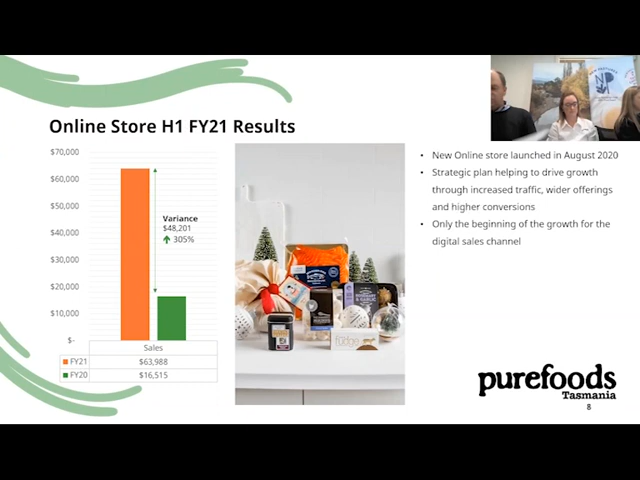 Online Store H1 FY21 Results
$70,000
$60,000
$50,000
$40,000
$30,000
$20,000
$10,000
$-
Variance
$48,201
305%
Sales
FY21 $63,988
FY20 $16,515
• New Online store launched in August 2020
• Strategic plan helping to drive growth
through increased traffic, wider offerings
and higher conversions
• Only the beginning of the growth for the
digital sales channel
fudge
purefoods
Tasmania
8